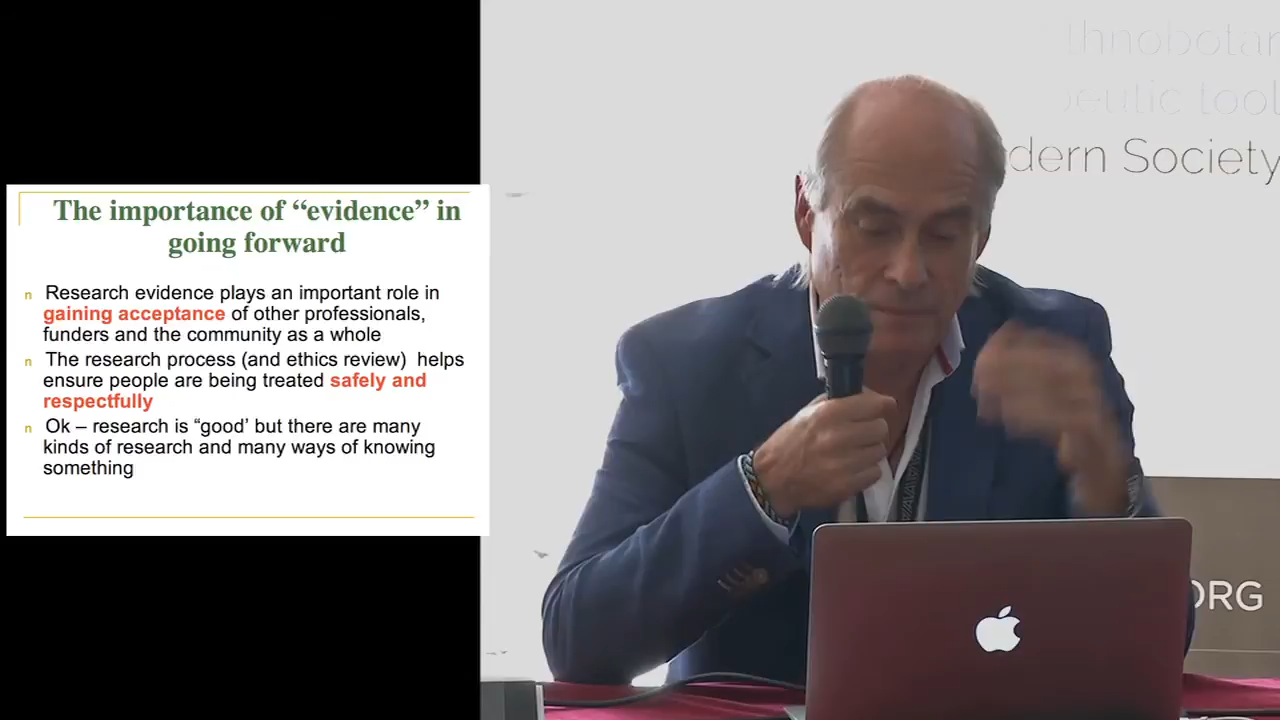 The importance of “evidence” in
going forward
n Research evidence plays an important role in
gaining acceptance of other professionals,
funders and the community as a whole
n The research process (and ethics review) helps
ensure people are being treated safely and
respectfully
n Ok – research is “good’ but there are many
kinds of research and many ways of knowing
something
thnobotan
peutic tool
dern Society
ORG